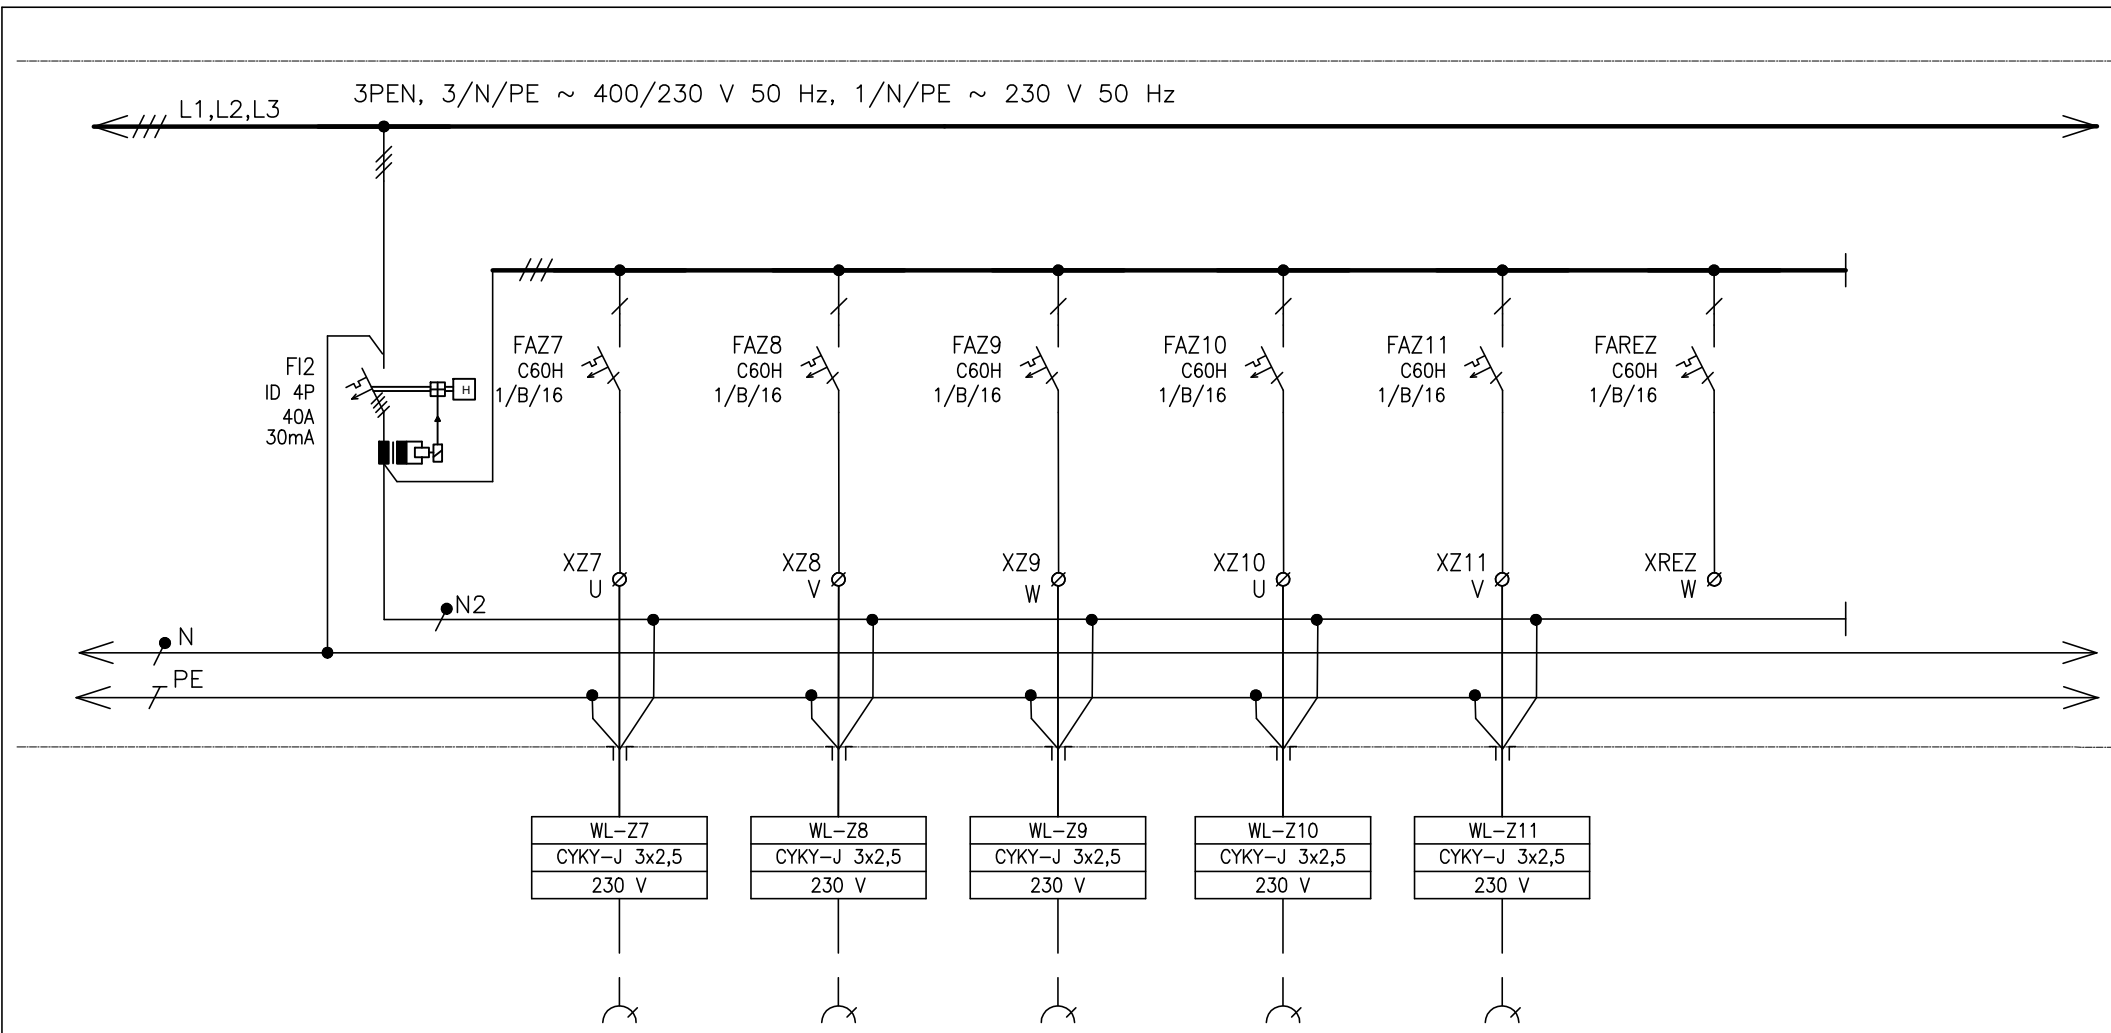 3PEN, 3/N/PE ~ 400/230 V 50 Hz, 1/N/PE ~ 230 V 50 Hz
L1,L2,L3
FI2
ID 4P
40A
30mA
H
FAZ7
C60H
1/B/16
FAZ8
C60H
1/B/16
FAZ9
C60H
1/B/16
FAZ10
C60H
1/B/16
FAZ11
C60H
1/B/16
FAREZ
C60H
1/B/16
XZ7
U
XZ8
V
XZ9
W
XZ10
U
XZ11
V
XREZ
W
N2
N
PE
WL-Z7
CYKY-J 3x2,5
230 V
WL-Z8
CYKY-J 3x2,5
230 V
WL-Z9
CYKY-J 3x2,5
230 V
WL-Z10
CYKY-J 3x2,5
230 V
WL-Z11
CYKY-J 3x2,5
230 V